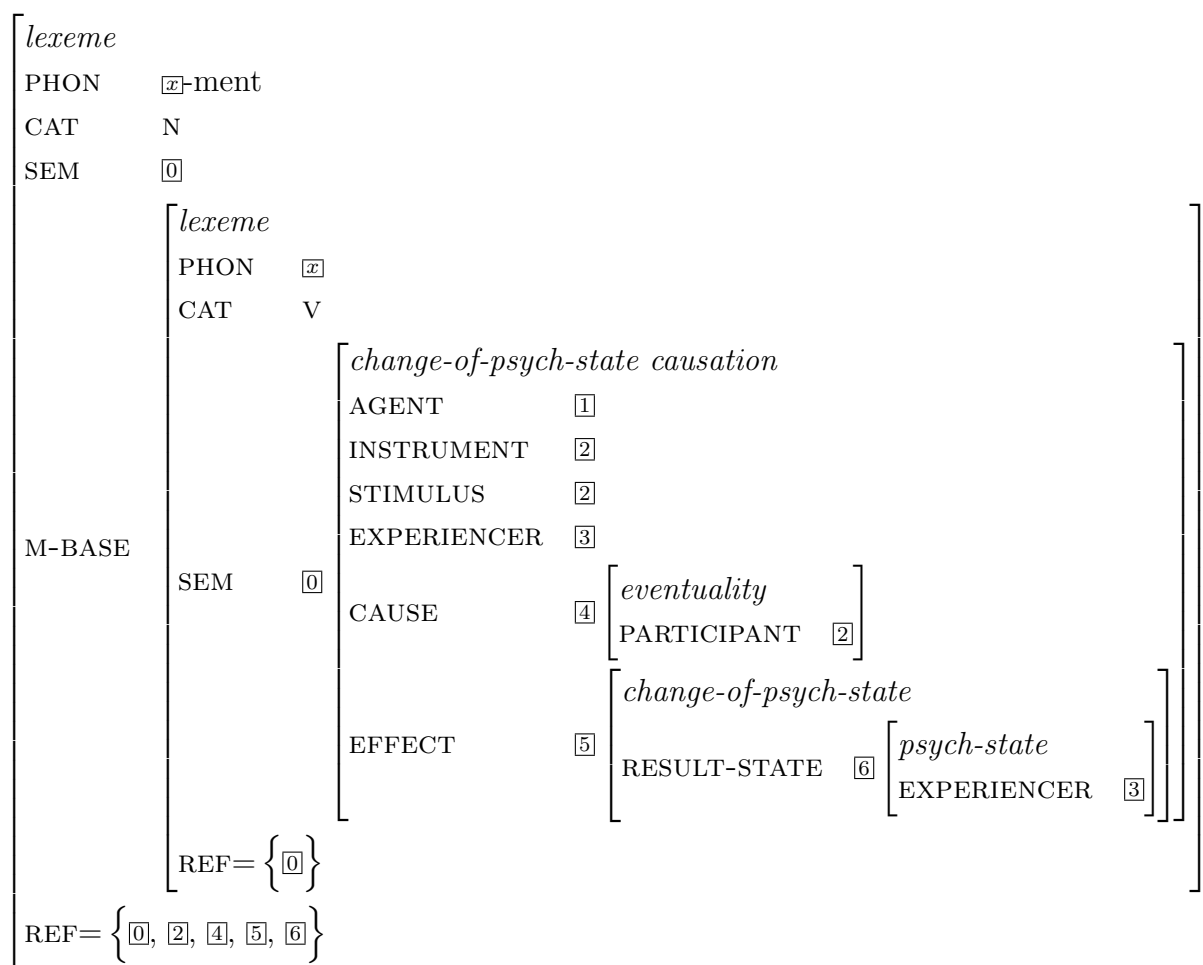 lexeme
PHON x-ment
CAT N
SEM 0
lexeme
PHON x
CAT V
change-of-psych-state causation
AGENT 1
INSTRUMENT 2
STIMULUS 2
EXPERIENCER 3
M-BASE
SEM 0
eventuality
CAUSE 4
PARTICIPANT 2
change-of-psych-state
EFFECT 5
psych-state
RESULT-STATE 6
EXPERIENCER 3
REF= {0}
REF= {0, 2, 4, 5, 6}